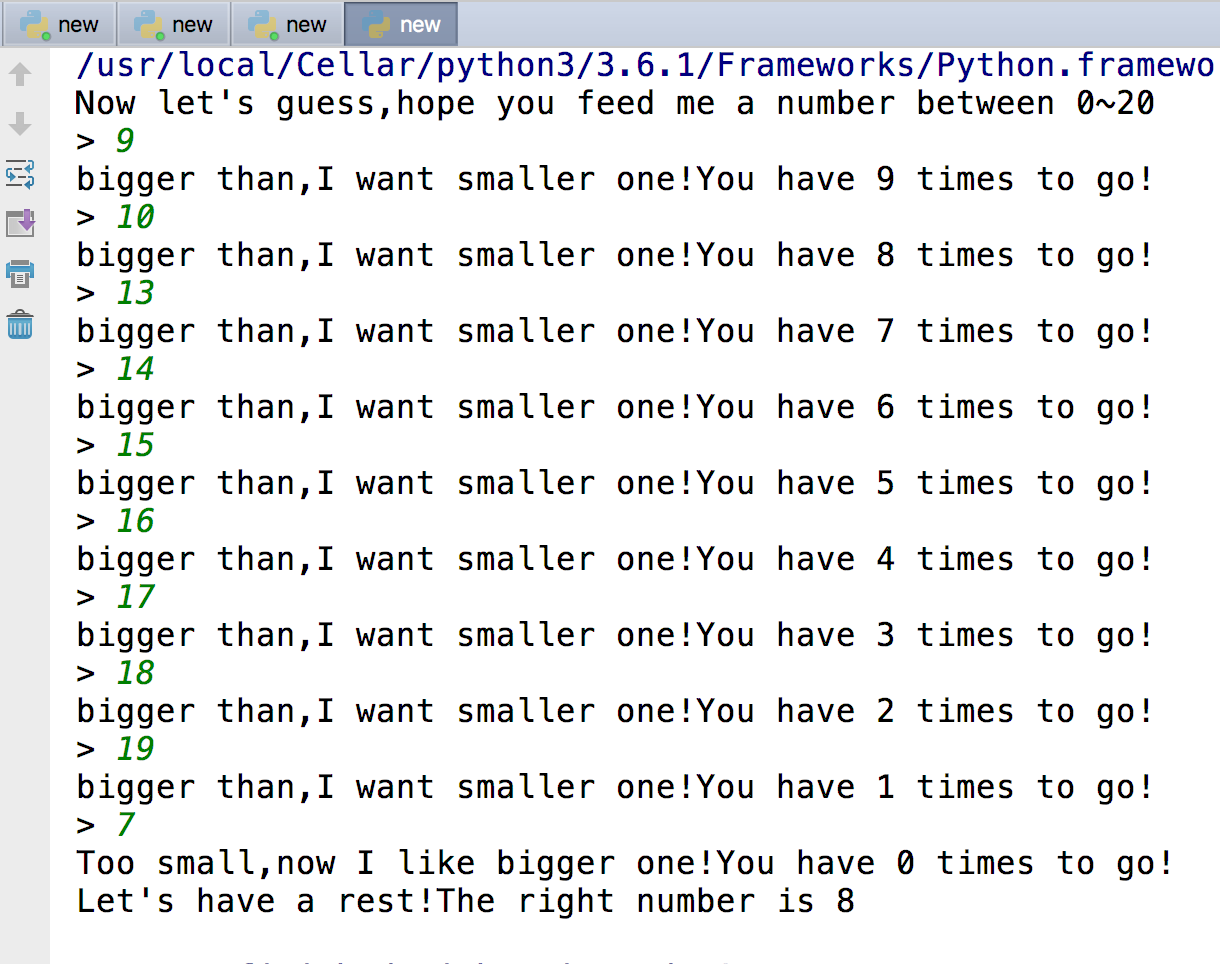 new new new new
/usr/local/Cellar/python3/3.6.1/Frameworks/Python.framewo
Now let's guess,hope you feed me a number between 0~20
> 9
bigger than,I want smaller one!You have 9 times to go!
> 10
bigger than,I want smaller one!You have 8 times to go!
> 13
bigger than,I want smaller one!You have 7 times to go!
> 14
bigger than,I want smaller one!You have 6 times to go!
> 15
bigger than,I want smaller one!You have 5 times to go!
> 16
bigger than,I want smaller one!You have 4 times to go!
> 17
bigger than,I want smaller one!You have 3 times to go!
> 18
bigger than,I want smaller one!You have 2 times to go!
> 19
bigger than,I want smaller one!You have 1 times to go!
> 7
Too small,now I like bigger one!You have 0 times to go!
Let's have a rest!The right number is 8